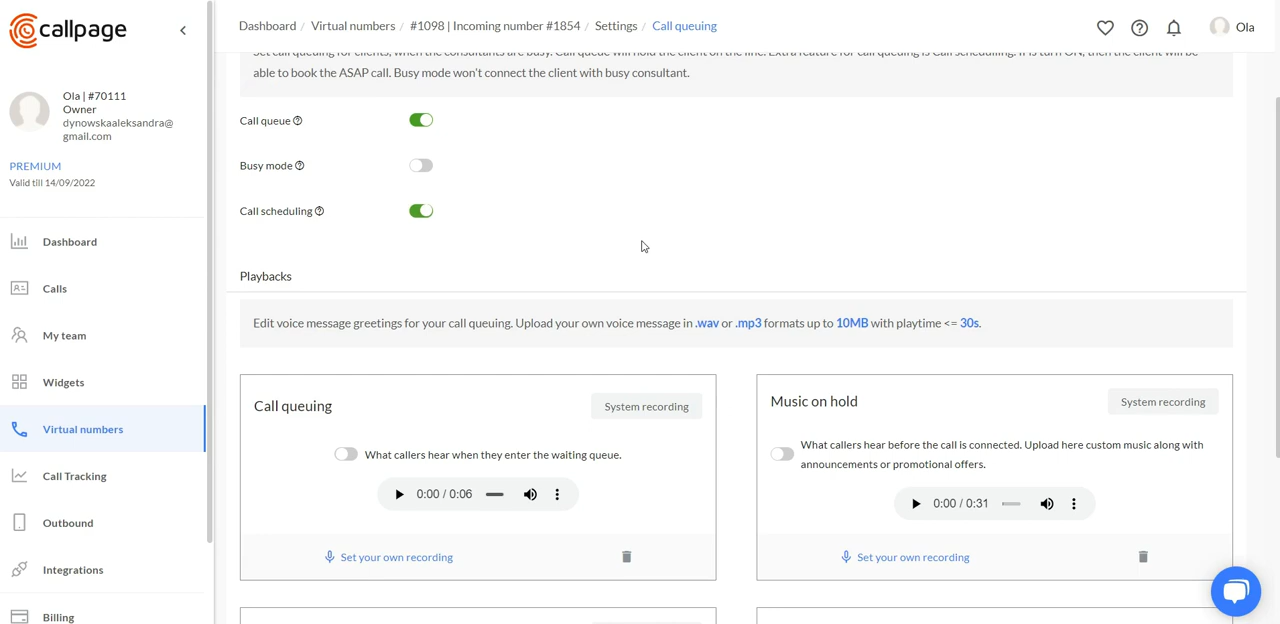 callpage
Dashboard / Virtual numbers / #1098 | Incoming number #1854 / Settings / Call queuing
Ola
Ola | #70111
Owner
dynowskaaleksandra@
gmail.com
PREMIUM
Valid till 14/09/2022
Dashboard
Calls
My team
Widgets
Virtual numbers
Call Tracking
Outbound
Integrations
Billing
Set call queuing for clients, when the consultants are busy. Call queue will hold the client on the line. Extra feature for call queuing is Call scheduling. If is turn ON, then the client will be
able to book the ASAP call. Busy mode won't connect the client with busy consultant.
Call queue
Busy mode
Call scheduling
Playbacks
Edit voice message greetings for your call queuing. Upload your own voice message in .wav or .mp3 formats up to 10MB with playtime <= 30s.
Call queuing
System recording
What callers hear when they enter the waiting queue.
0:00 / 0:06
Set your own recording
Music on hold
System recording
What callers hear before the call is connected. Upload here custom music along with
announcements or promotional offers.
0:00 / 0:31
Set your own recording